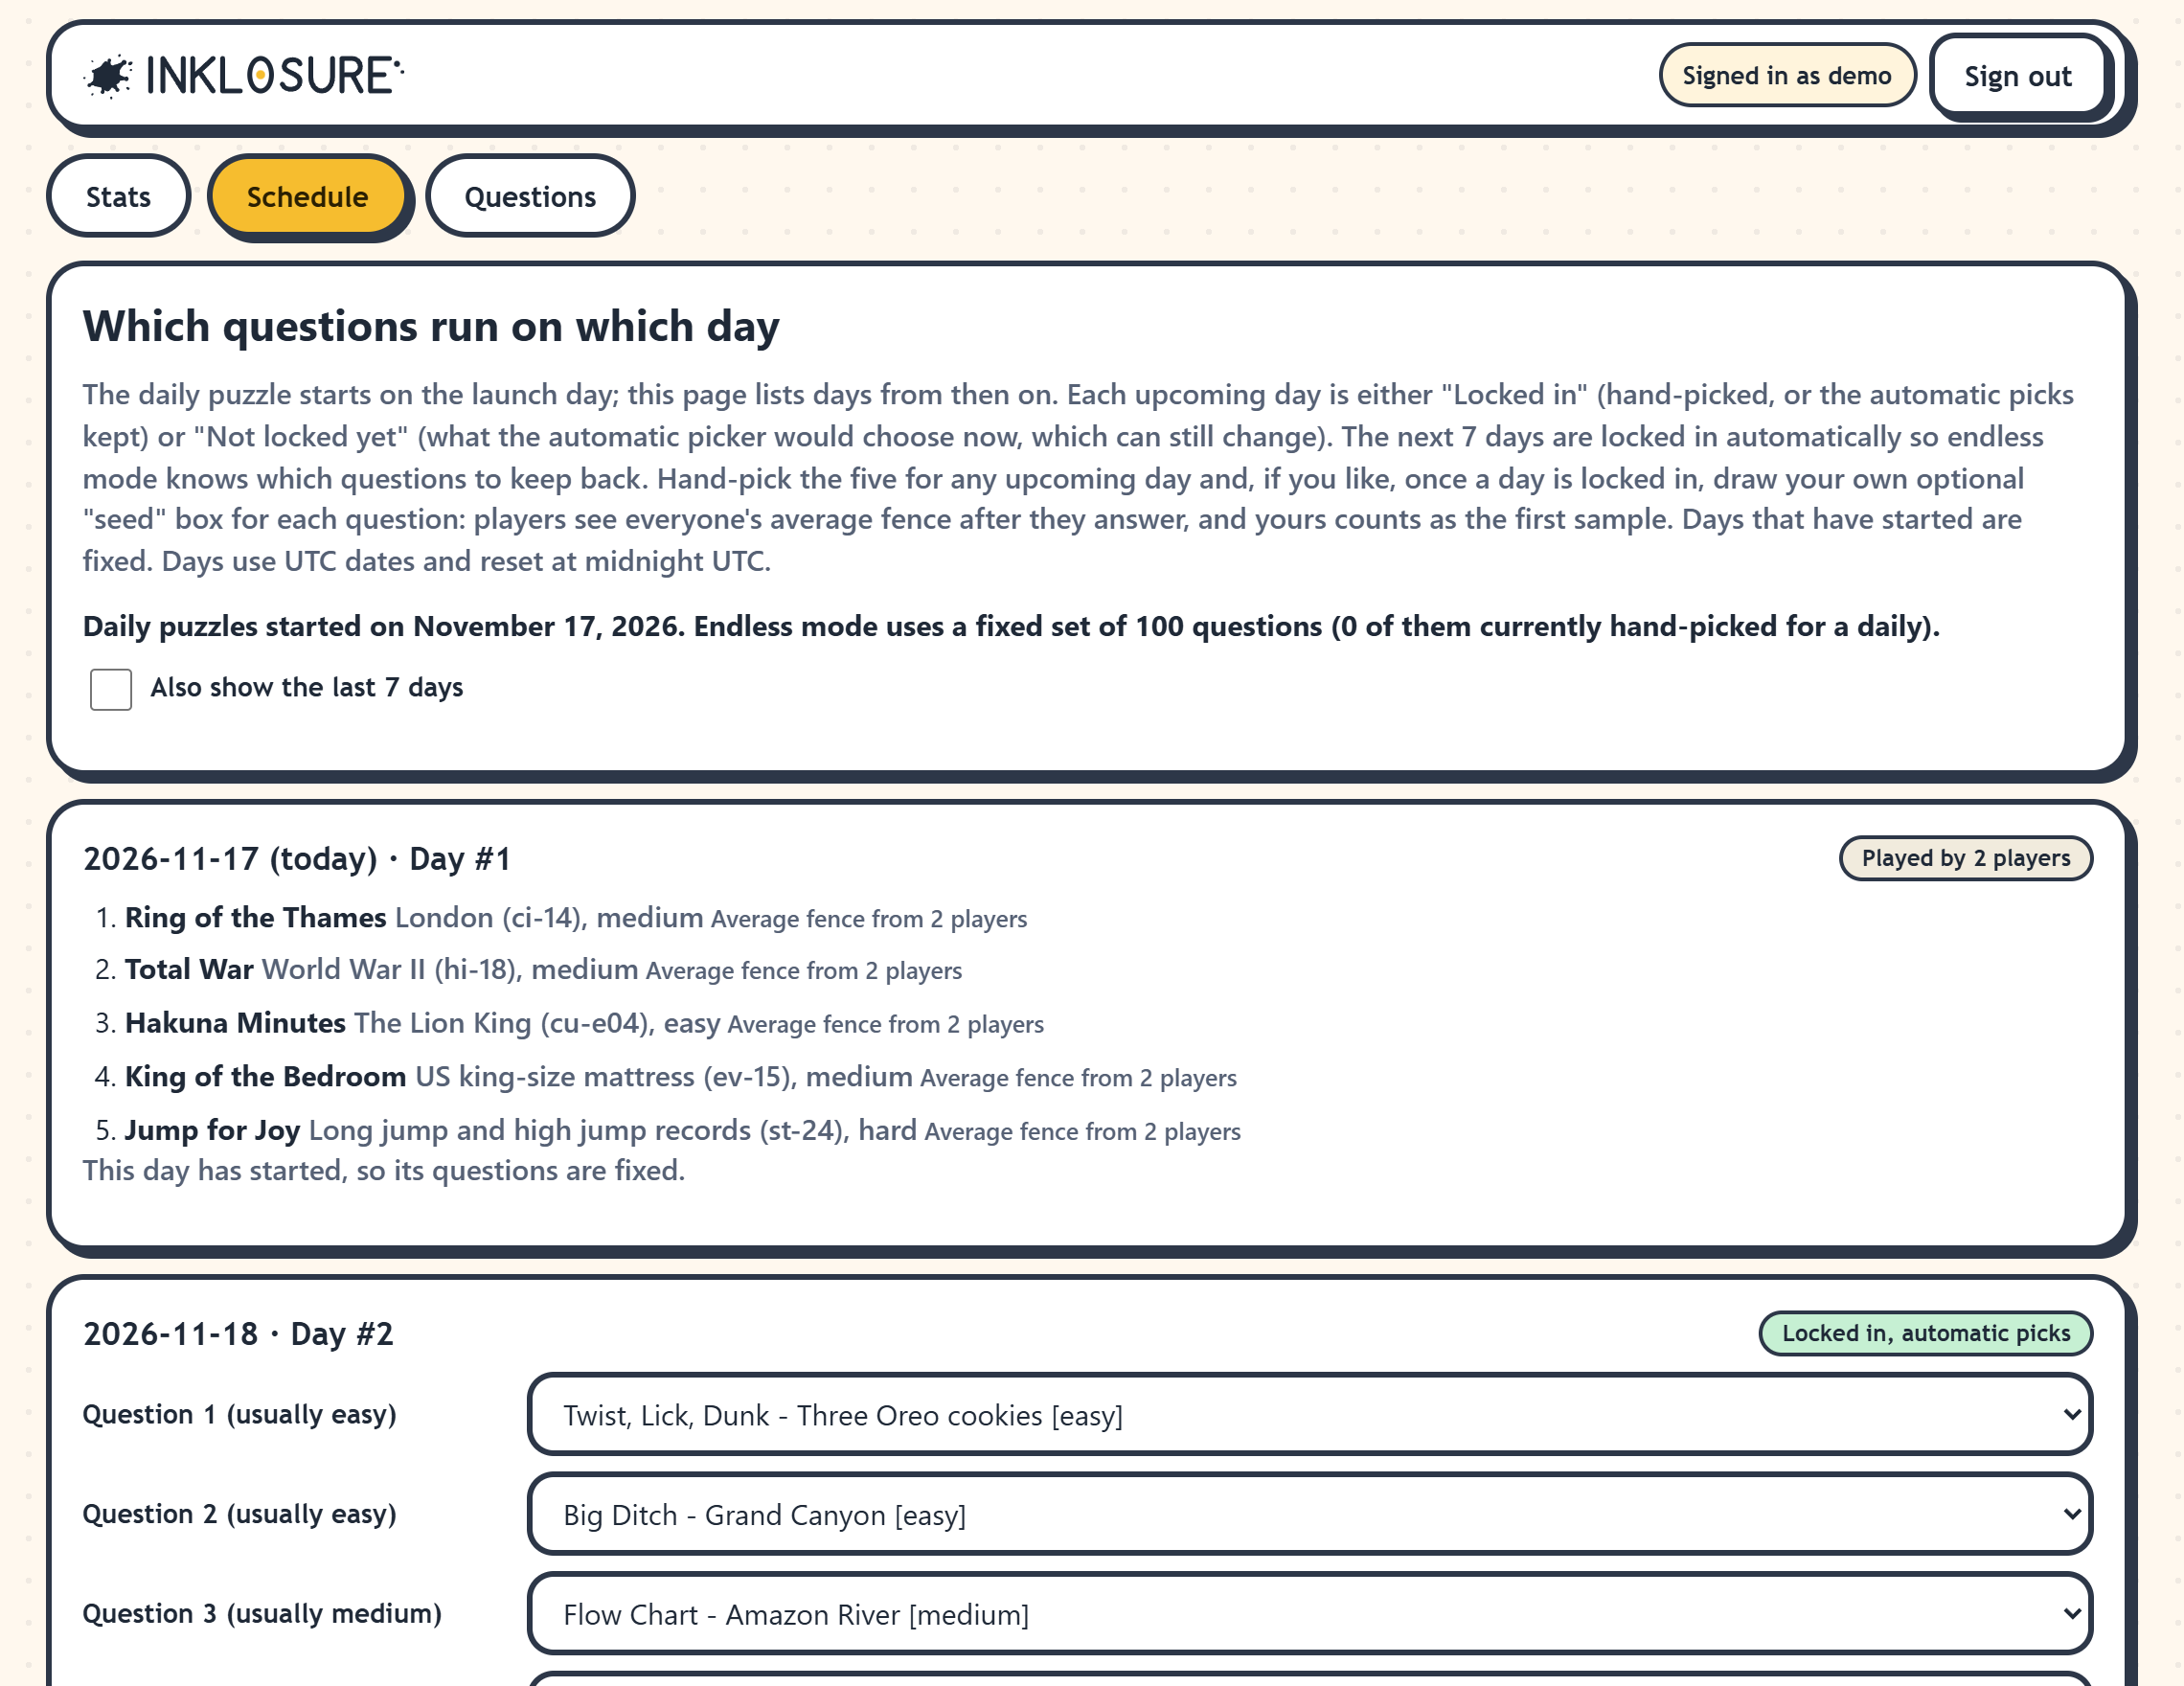 INKLOSURE
Signed in as demo
Sign out
Stats
Schedule
Questions
Which questions run on which day
The daily puzzle starts on the launch day; this page lists days from then on. Each upcoming day is either "Locked in" (hand-picked, or the automatic picks
kept) or "Not locked yet" (what the automatic picker would choose now, which can still change). The next 7 days are locked in automatically so endless
mode knows which questions to keep back. Hand-pick the five for any upcoming day and, if you like, once a day is locked in, draw your own optional
"seed" box for each question: players see everyone's average fence after they answer, and yours counts as the first sample. Days that have started are
fixed. Days use UTC dates and reset at midnight UTC.
Daily puzzles started on November 17, 2026. Endless mode uses a fixed set of 100 questions (0 of them currently hand-picked for a daily).
Also show the last 7 days
2026-11-17 (today) · Day #1
Played by 2 players
1. Ring of the Thames London (ci-14), medium Average fence from 2 players
2. Total War World War II (hi-18), medium Average fence from 2 players
3. Hakuna Minutes The Lion King (cu-e04), easy Average fence from 2 players
4. King of the Bedroom US king-size mattress (ev-15), medium Average fence from 2 players
5. Jump for Joy Long jump and high jump records (st-24), hard Average fence from 2 players
This day has started, so its questions are fixed.
2026-11-18 · Day #2
Locked in, automatic picks
Question 1 (usually easy)
Twist, Lick, Dunk - Three Oreo cookies [easy]
Question 2 (usually easy)
Big Ditch - Grand Canyon [easy]
Question 3 (usually medium)
Flow Chart - Amazon River [medium]